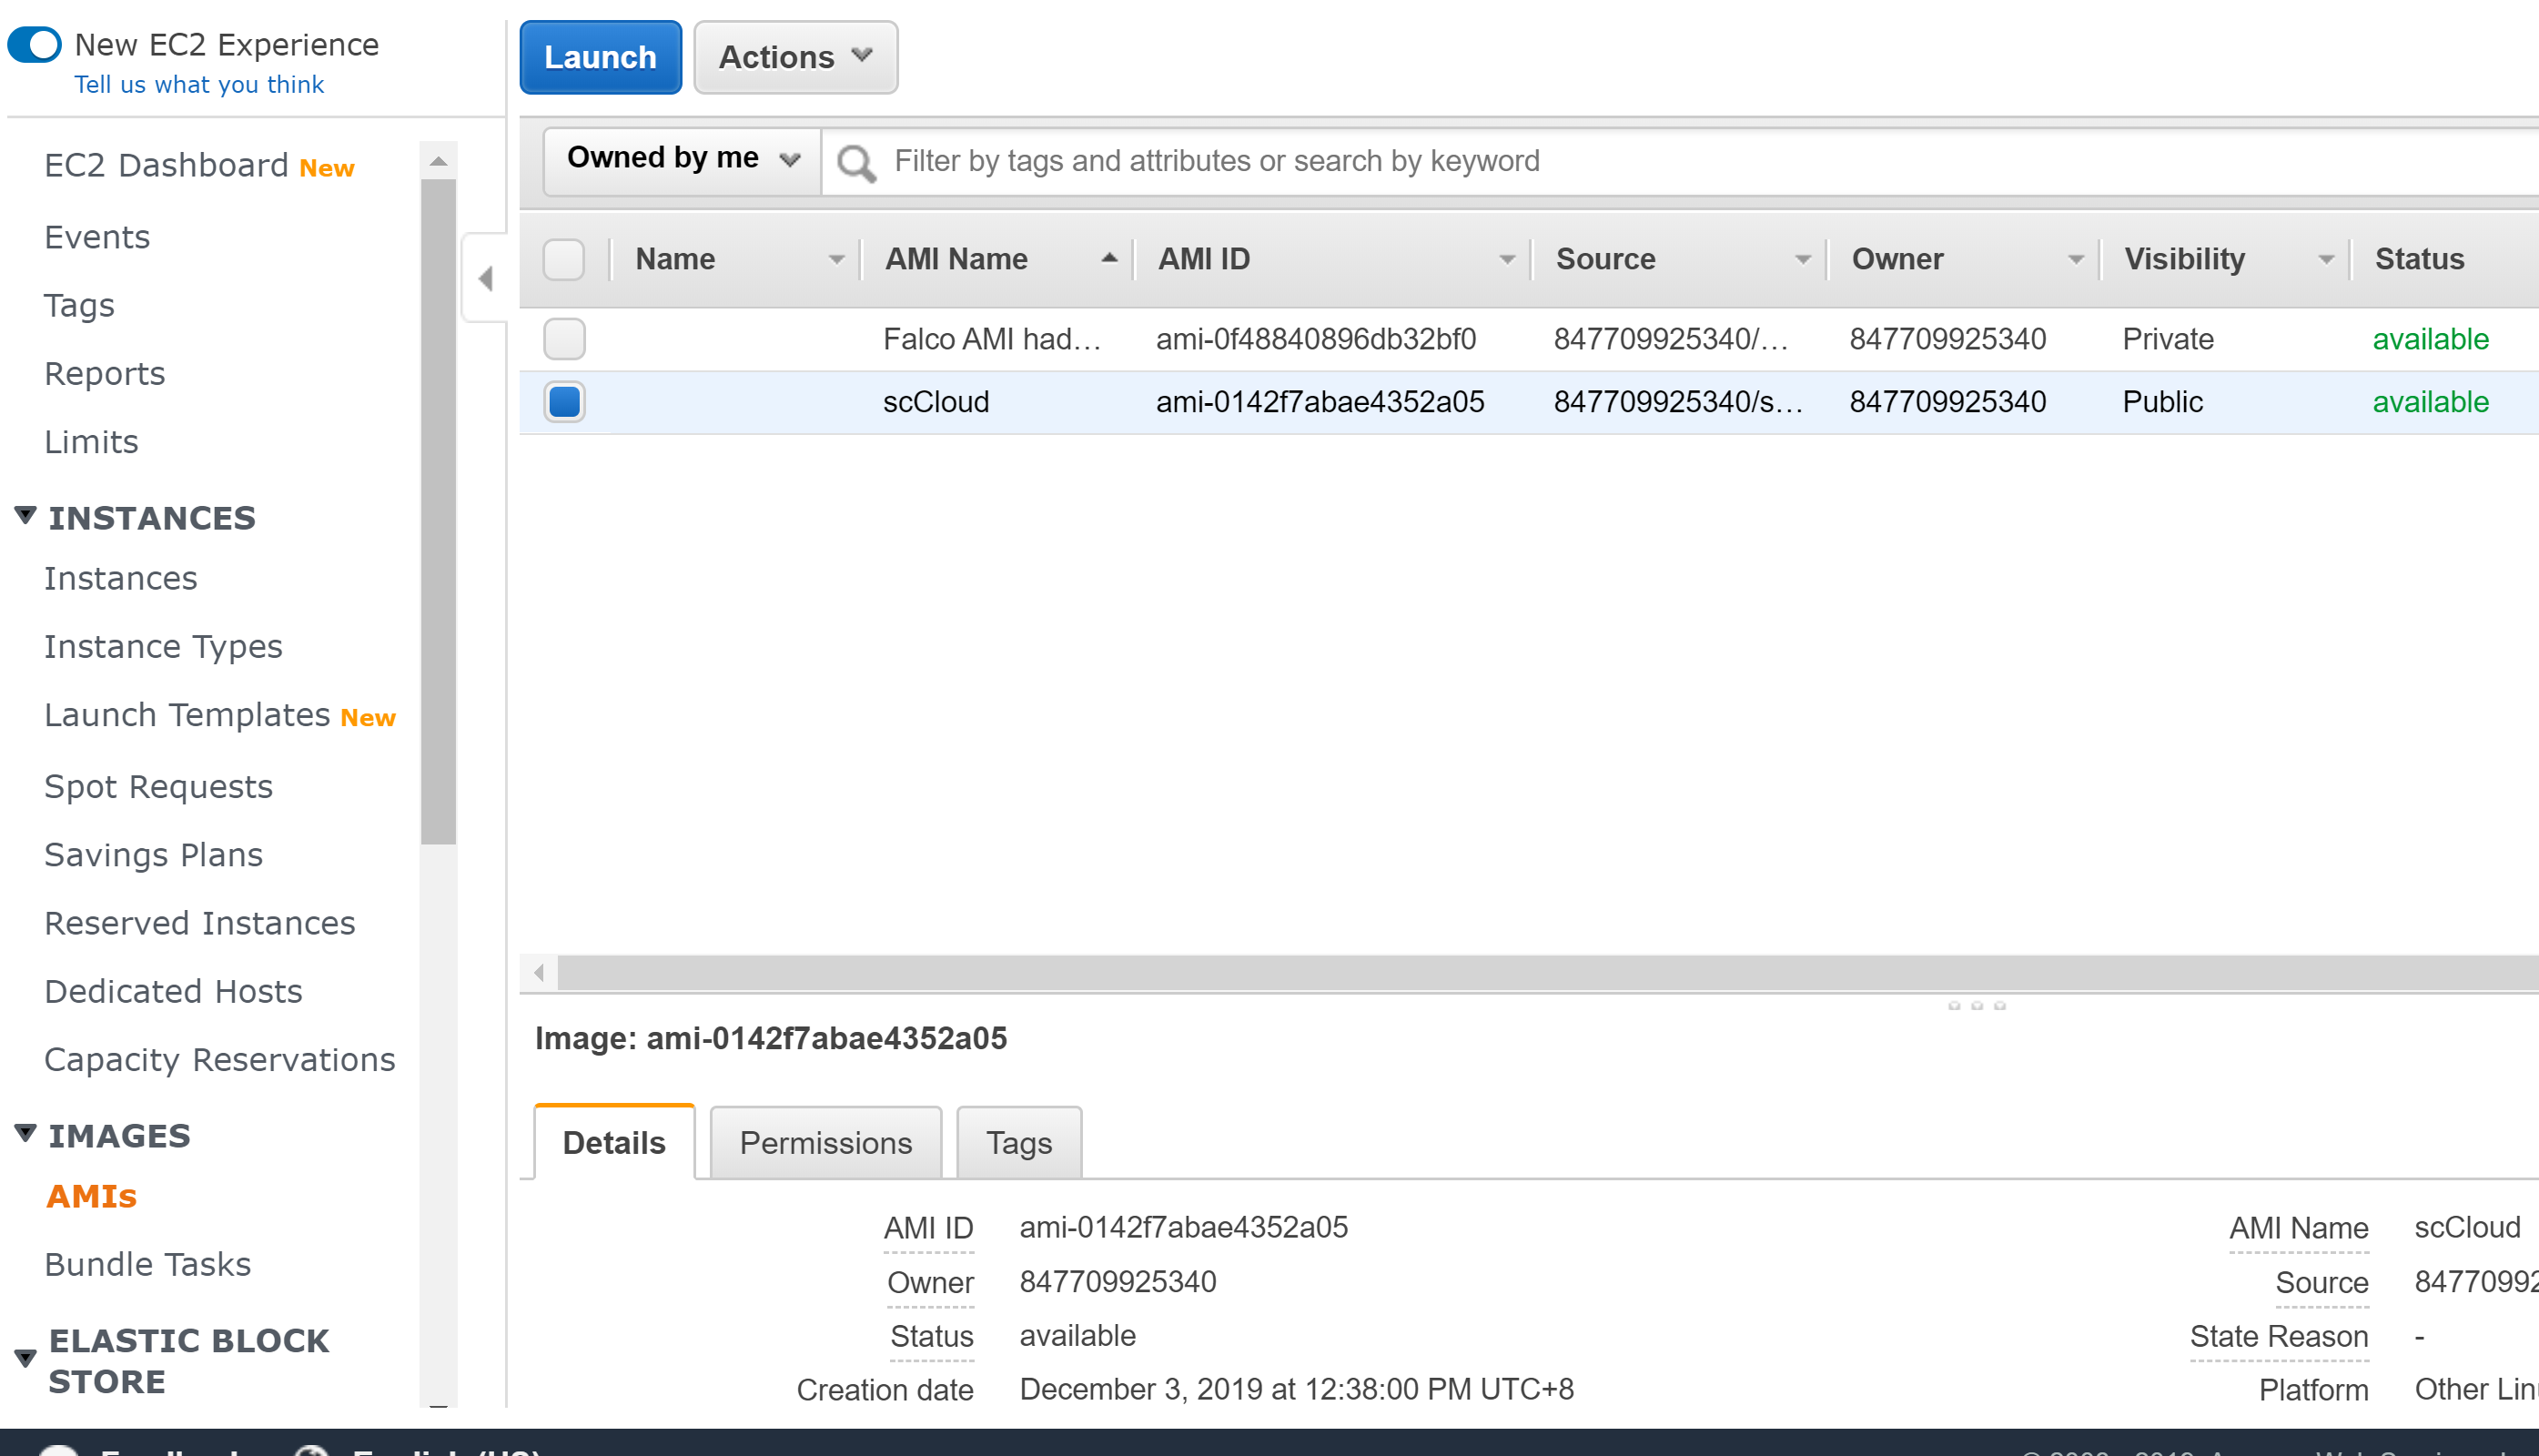 New EC2 Experience
Tell us what you think
EC2 Dashboard New
Events
Tags
Reports
Limits
INSTANCES
Instances
Instance Types
Launch Templates New
Spot Requests
Savings Plans
Reserved Instances
Dedicated Hosts
Capacity Reservations
IMAGES
AMIs
Bundle Tasks
ELASTIC BLOCK
STORE
Launch Actions
Owned by me Filter by tags and attributes or search by keyword
Name AMI Name AMI ID Source Owner Visibility Status
Falco AMI had… ami-0f48840896db32bf0 847709925340/… 847709925340 Private available
scCloud ami-0142f7abae4352a05 847709925340/s… 847709925340 Public available
Image: ami-0142f7abae4352a05
Details Permissions Tags
AMI ID ami-0142f7abae4352a05 AMI Name scCloud
Owner 847709925340 Source 84770992
Status available State Reason -
Creation date December 3, 2019 at 12:38:00 PM UTC+8 Platform Other Lin
English (US)